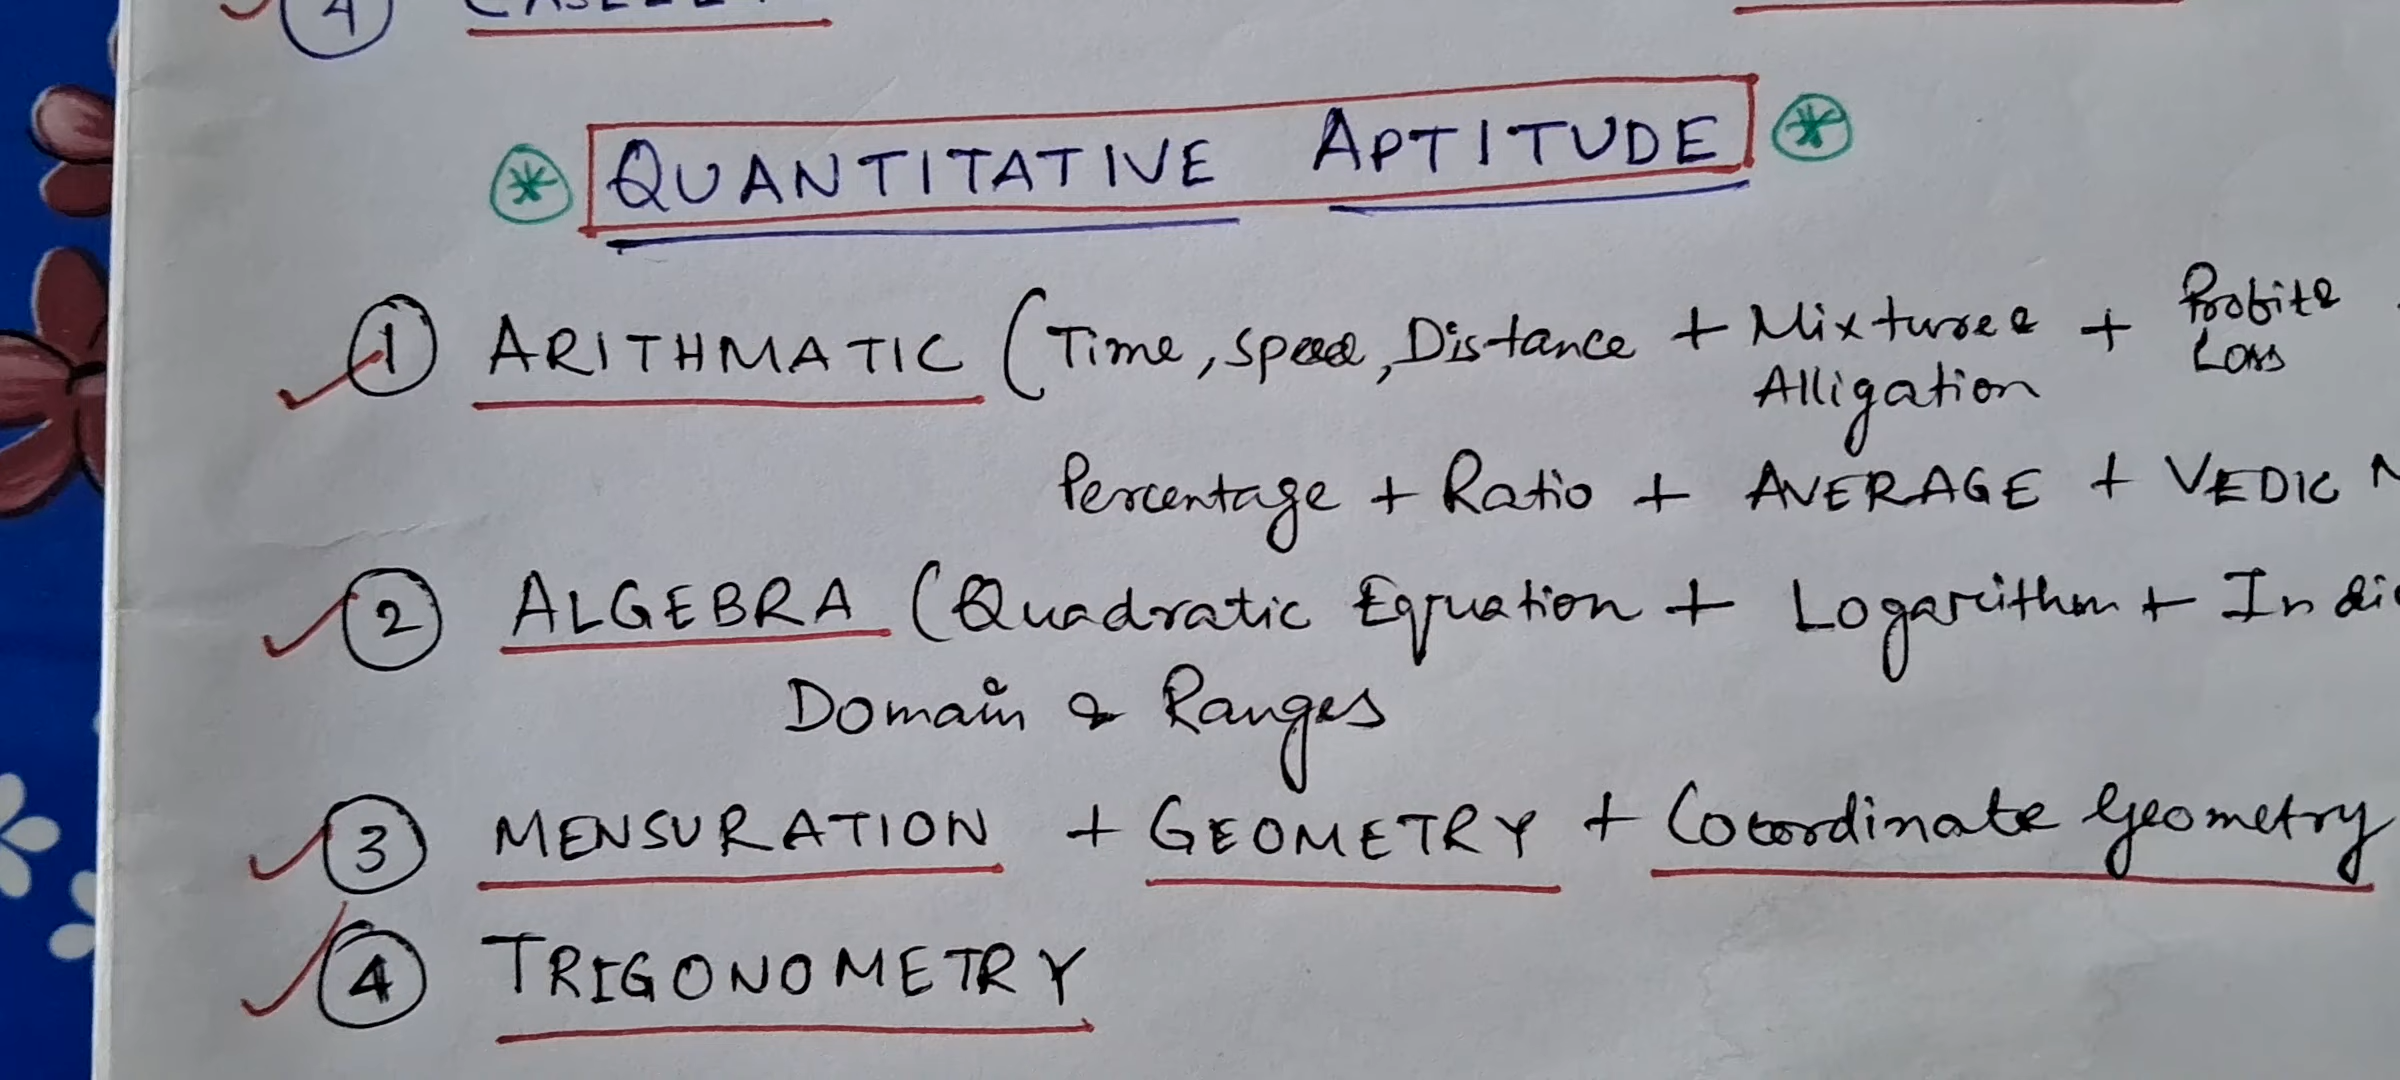 4
* QUANTITATIVE APTITUDE *
1 ARITHMATIC (Time, Speed, Distance + Mixture & Alligation + Profit & Loss
Percentage + Ratio + AVERAGE + VEDIC
2 ALGEBRA (Quadratic Equation + Logarithm +
Domain & Ranges
3 MENSURATION + GEOMETRY + Coordinate Geometry
4 TRIGONOMETRY